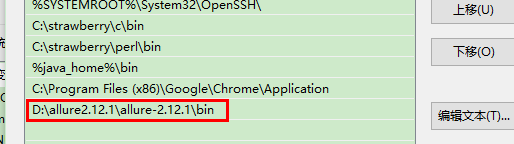 %SYSTEMROOT%\System32\OpenSSH\
上移(U)
C:\strawberry\c\bin
C:\strawberry\perl\bin
下移(O)
%java_home%\bin
C:\Program Files (x86)\Google\Chrome\Application
D:\allure2.12.1\allure-2.12.1\bin
编辑文本(T)...